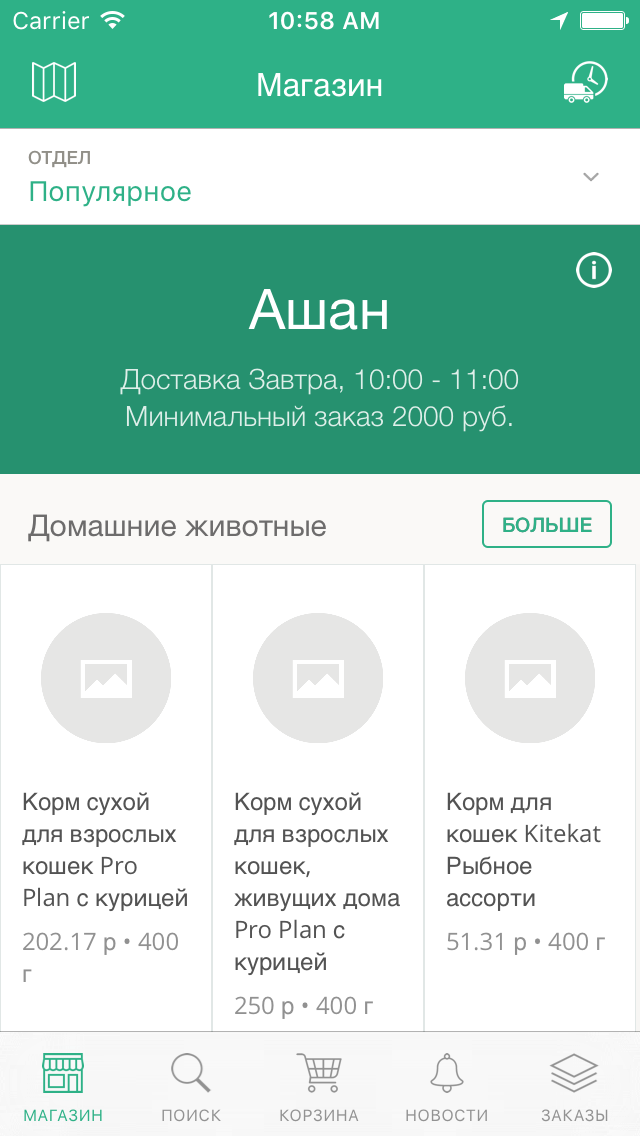 Carrier 10:58 AM
Магазин
ОТДЕЛ
Популярное
Ашан
Доставка Завтра, 10:00 - 11:00
Минимальный заказ 2000 руб.
Домашние животные
БОЛЬШЕ
Корм сухой
для взрослых
кошек Pro
Plan с курицей
202.17 р • 400
г
Корм сухой
для взрослых
кошек,
живущих дома
Pro Plan с
курицей
250 р • 400 г
Корм для
кошек Kitekat
Рыбное
ассорти
51.31 р • 400 г
МАГАЗИН
ПОИСК
КОРЗИНА
НОВОСТИ
ЗАКАЗЫ